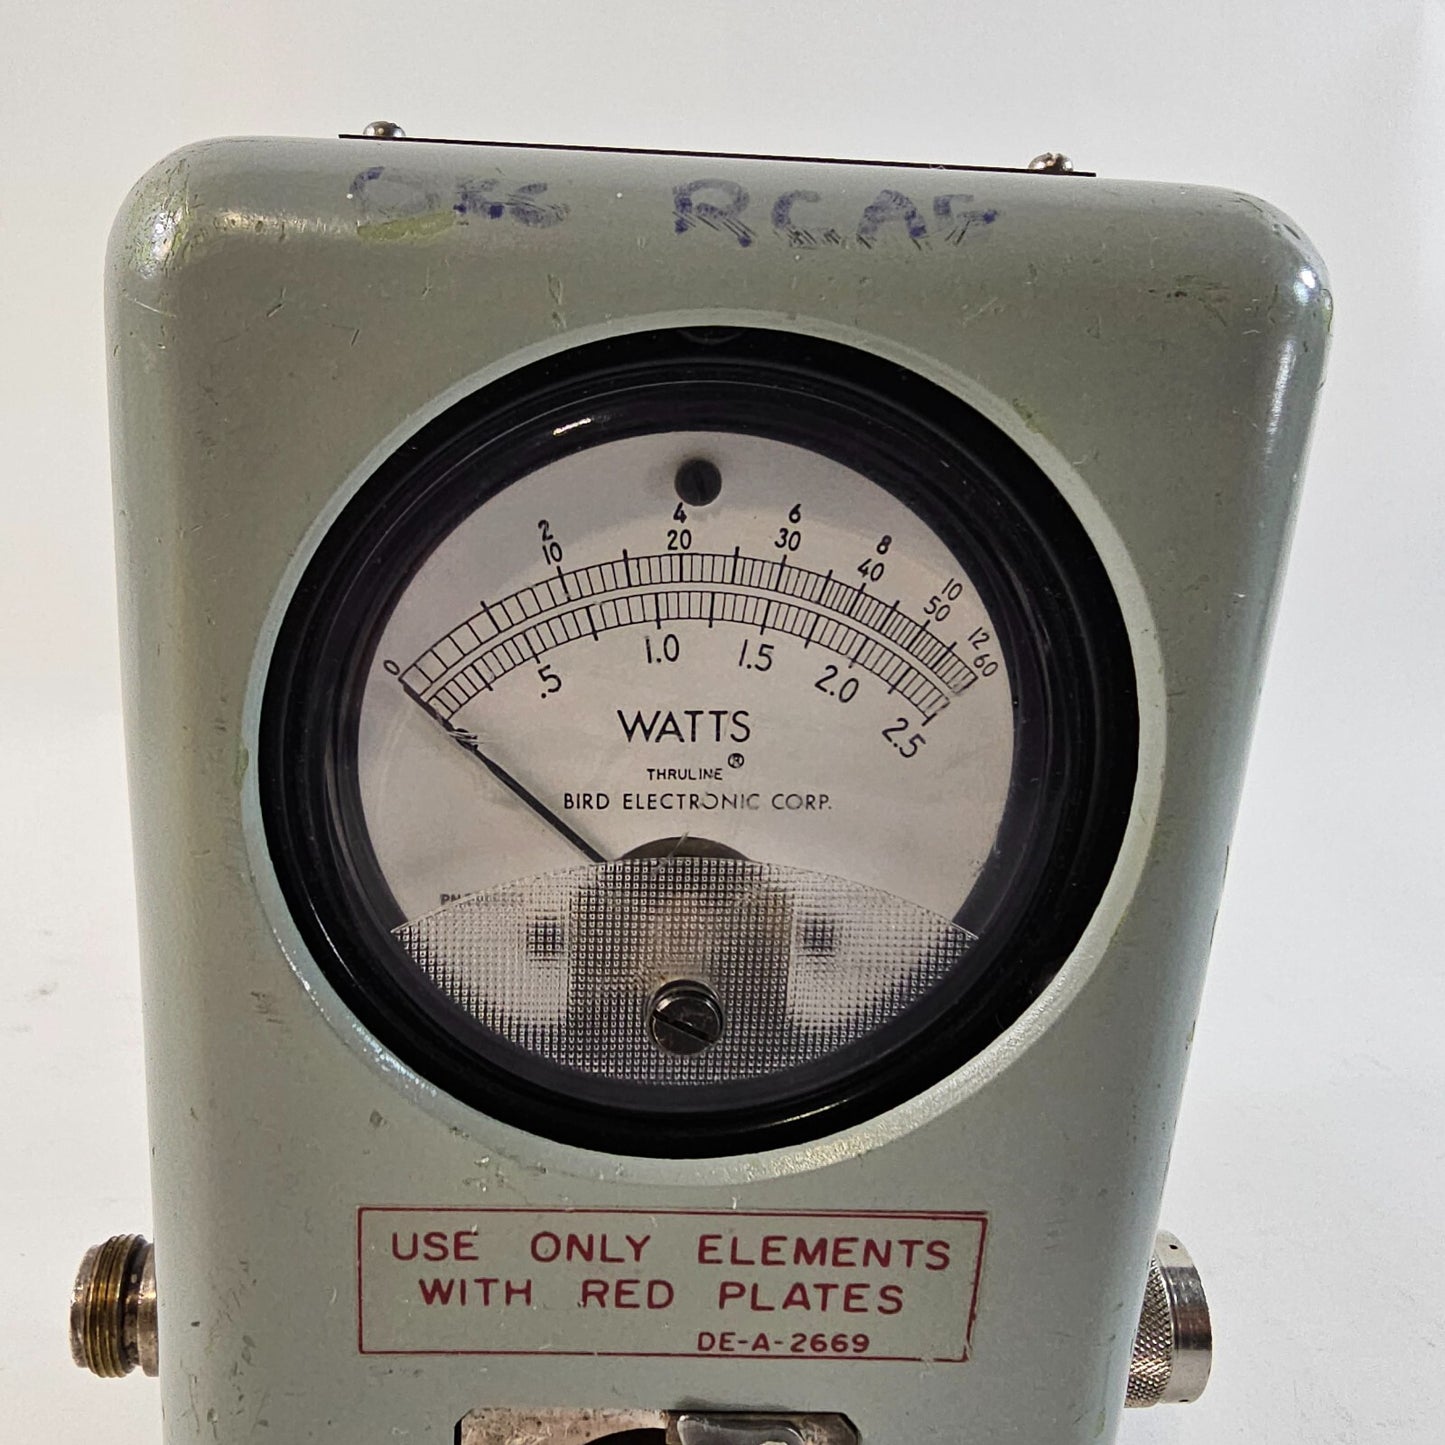 RCAF
2 4 6 8 10 12
0 10 20 30 40 50 60
.5 1.0 1.5 2.0 2.5
WATTS
THRULINE®
BIRD ELECTRONIC CORP.
USE ONLY ELEMENTS
WITH RED PLATES
DE-A-2669